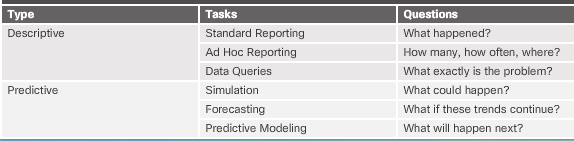 Type Tasks Questions
Descriptive Standard Reporting What happened?
Ad Hoc Reporting How many, how often, where?
Data Queries What exactly is the problem?
Predictive Simulation What could happen?
Forecasting What if these trends continue?
Predictive Modeling What will happen next?